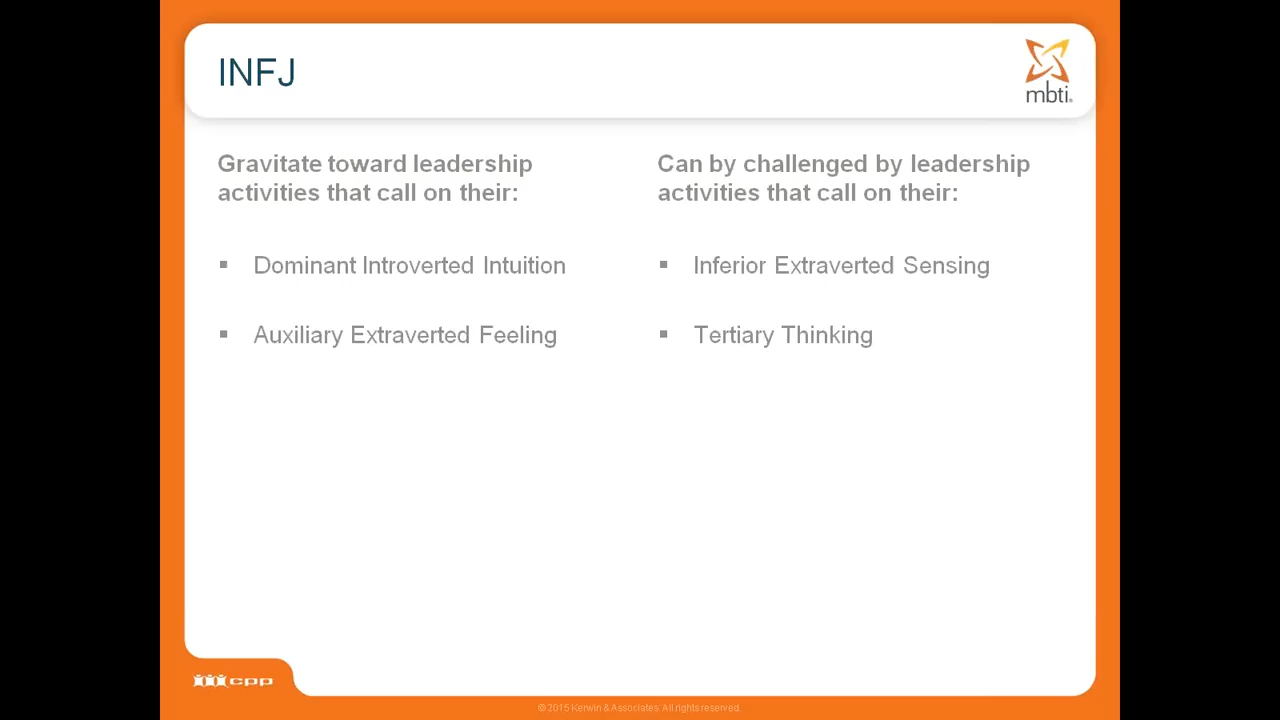 INFJ
mbti®
Gravitate toward leadership
activities that call on their:
▪ Dominant Introverted Intuition
▪ Auxiliary Extraverted Feeling
Can by challenged by leadership
activities that call on their:
▪ Inferior Extraverted Sensing
▪ Tertiary Thinking
cpp
© 2015 Kerwin & Associates. All rights reserved.